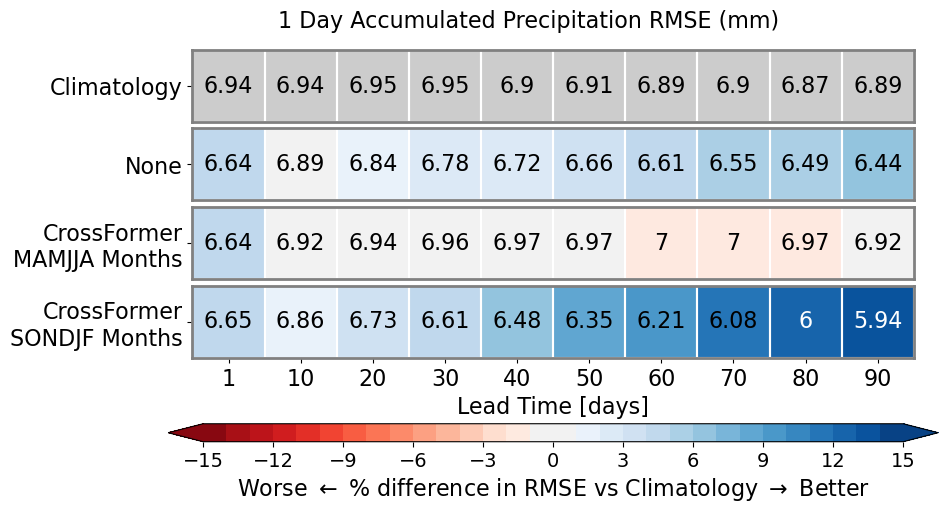 1 Day Accumulated Precipitation RMSE (mm)
Climatology 6.94 6.94 6.95 6.95 6.9 6.91 6.89 6.9 6.87 6.89
None 6.64 6.89 6.84 6.78 6.72 6.66 6.61 6.55 6.49 6.44
CrossFormer
MAMJJA Months 6.64 6.92 6.94 6.96 6.97 6.97 7 7 6.97 6.92
CrossFormer
SONDJF Months 6.65 6.86 6.73 6.61 6.48 6.35 6.21 6.08 6 5.94
1 10 20 30 40 50 60 70 80 90
Lead Time [days]
−15 −12 −9 −6 −3 0 3 6 9 12 15
Worse ← % difference in RMSE vs Climatology → Better